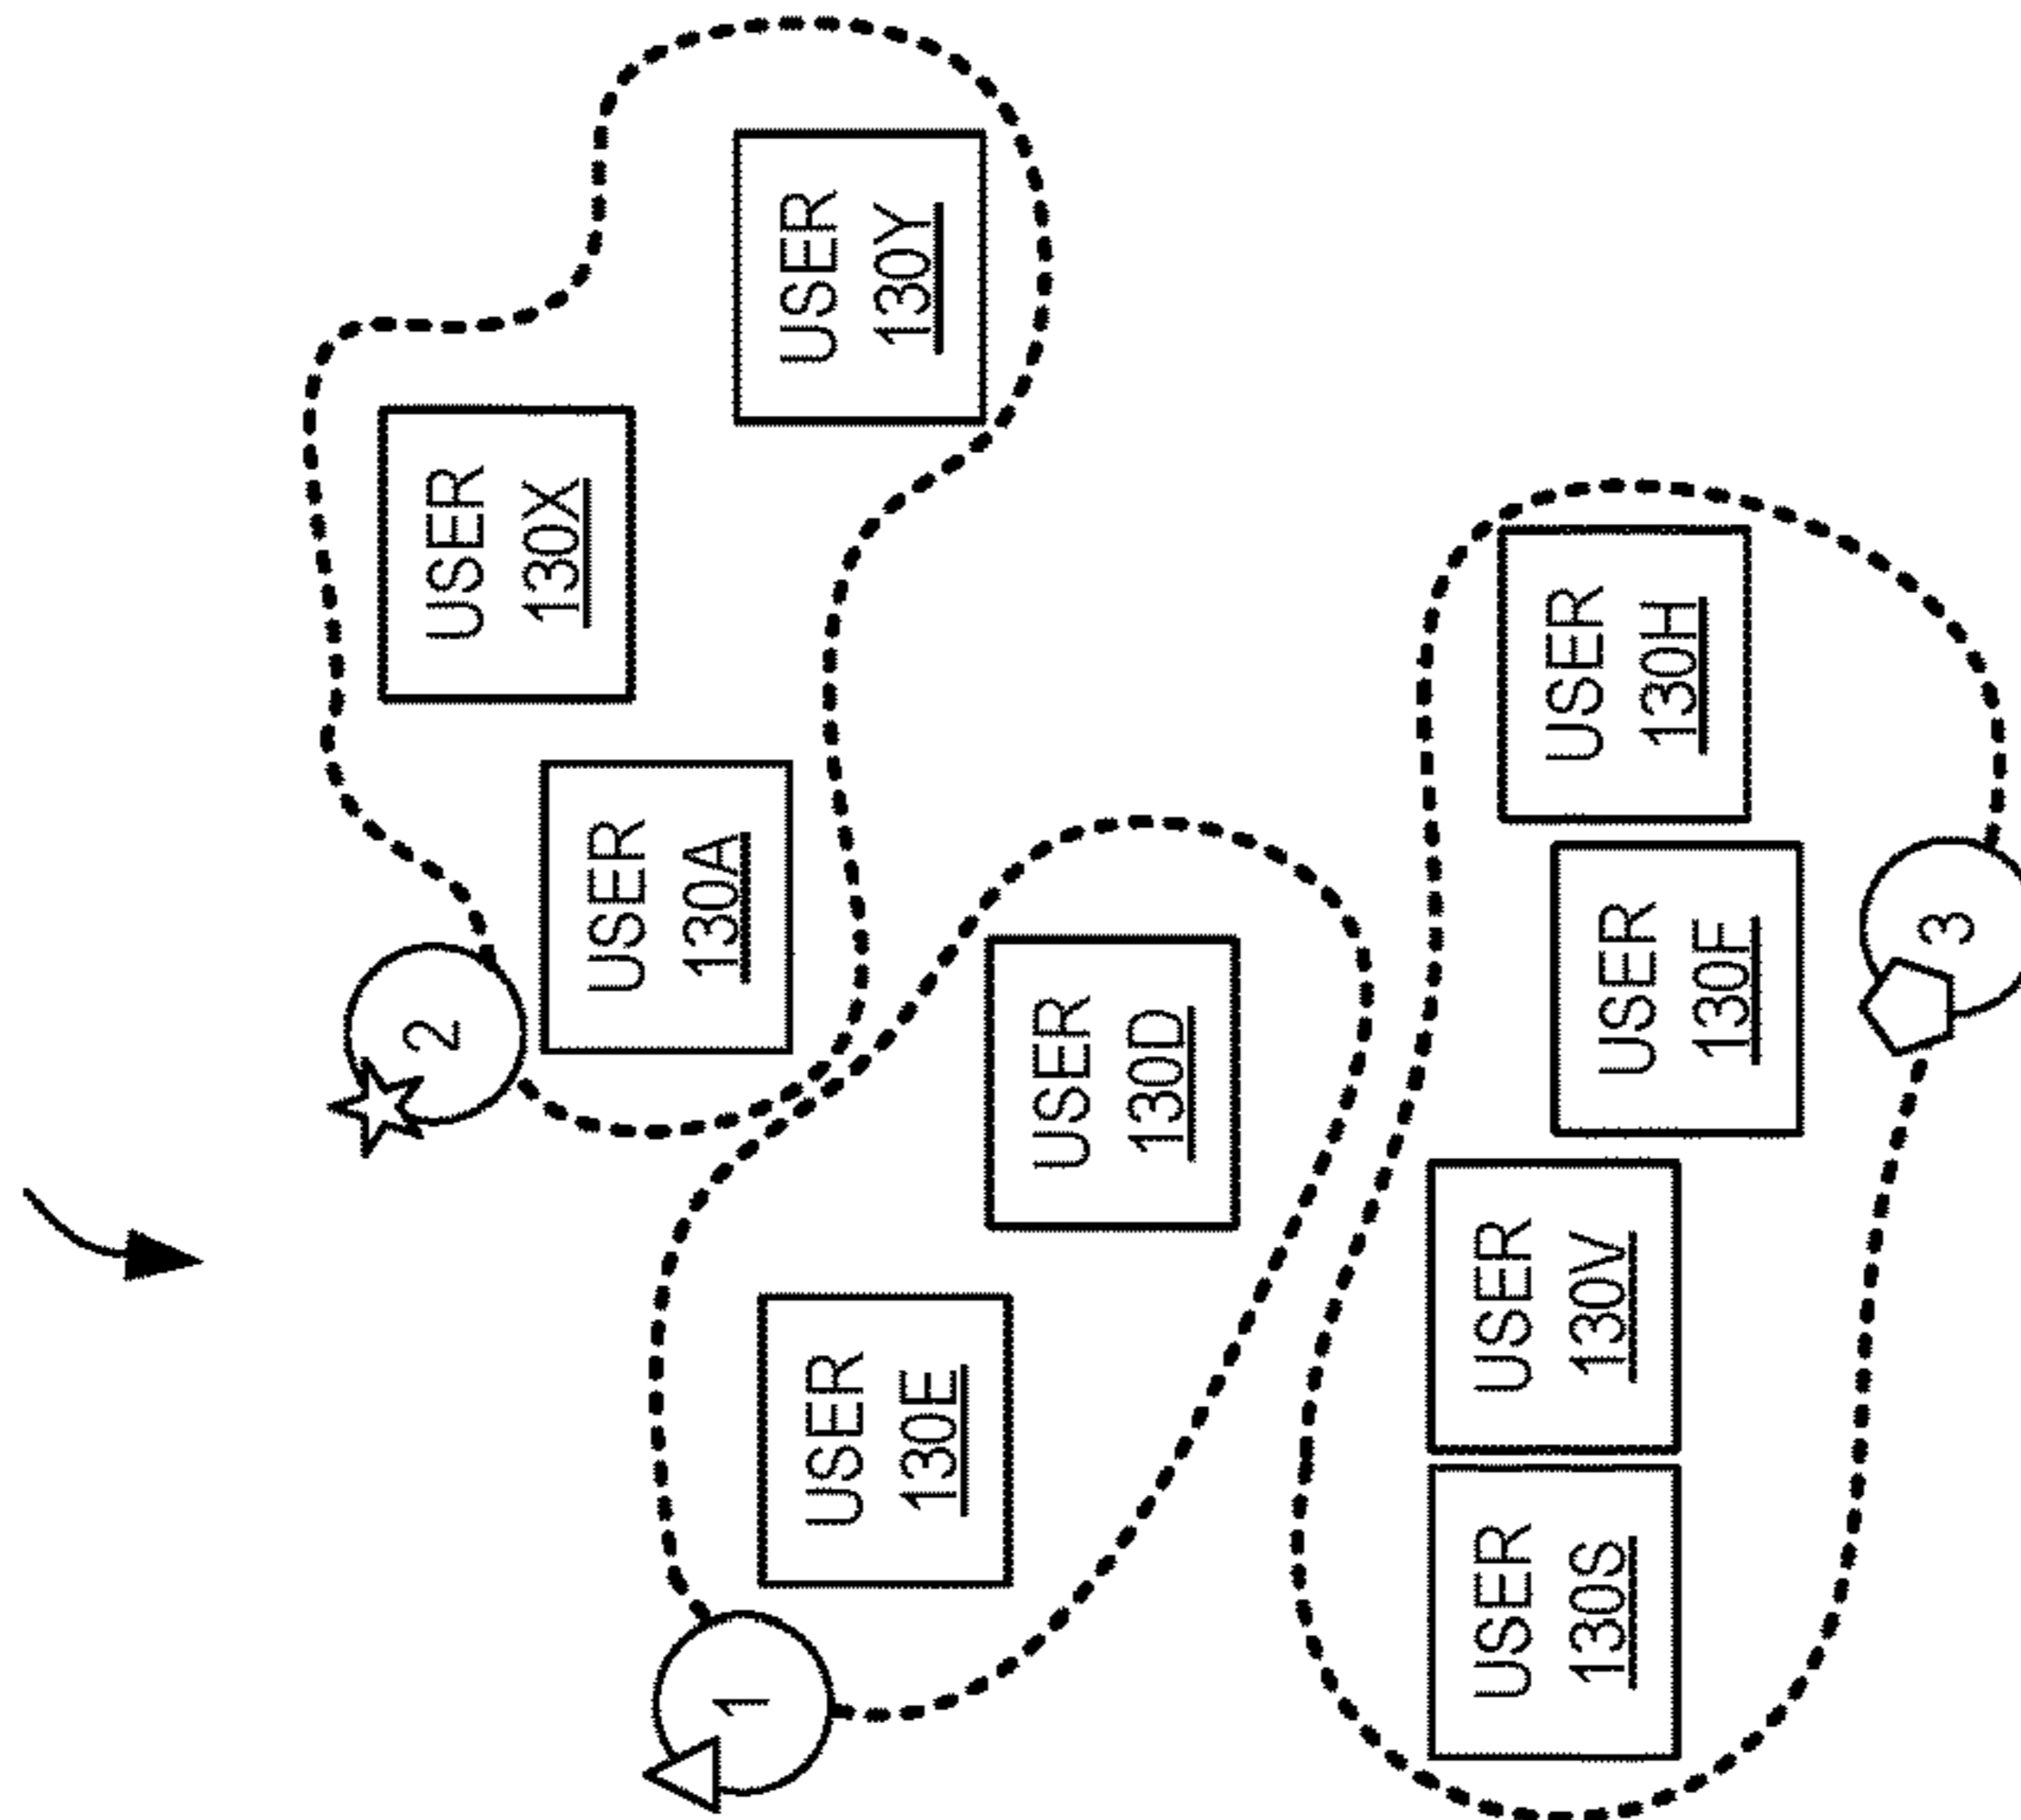 2
USER
130X
USER
130A
USER
130Y
1
USER
130E
USER
130D
USER
130S
USER
130V
USER
130F
USER
130H
3